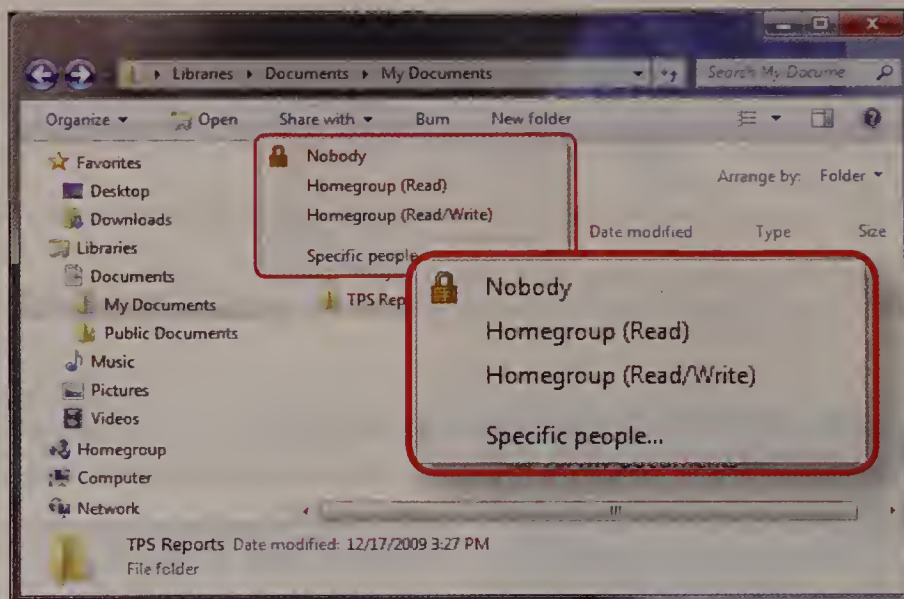 Libraries ▸ Documents ▸ My Documents
Search My Docume
Organize Open Share with Burn New folder
Nobody
Homegroup (Read)
Homegroup (Read/Write)
Specific people
Arrange by: Folder
Date modified Type Size
TPS Rep
Nobody
Homegroup (Read)
Homegroup (Read/Write)
Specific people...
Favorites
Desktop
Downloads
Libraries
Documents
My Documents
Public Documents
Music
Pictures
Videos
Homegroup
Computer
Network
TPS Reports Date modified: 12/17/2009 3:27 PM
File folder